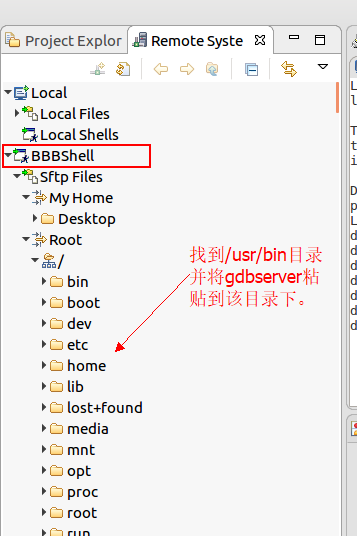 Project Explor
Remote Syste
Local
Local Files
Local Shells
BBBShell
Sftp Files
My Home
Desktop
Root
/
找到/usr/bin目录
并将gdbserver粘
贴到该目录下。
bin
boot
dev
etc
home
lib
lost+found
media
mnt
opt
proc
root
run